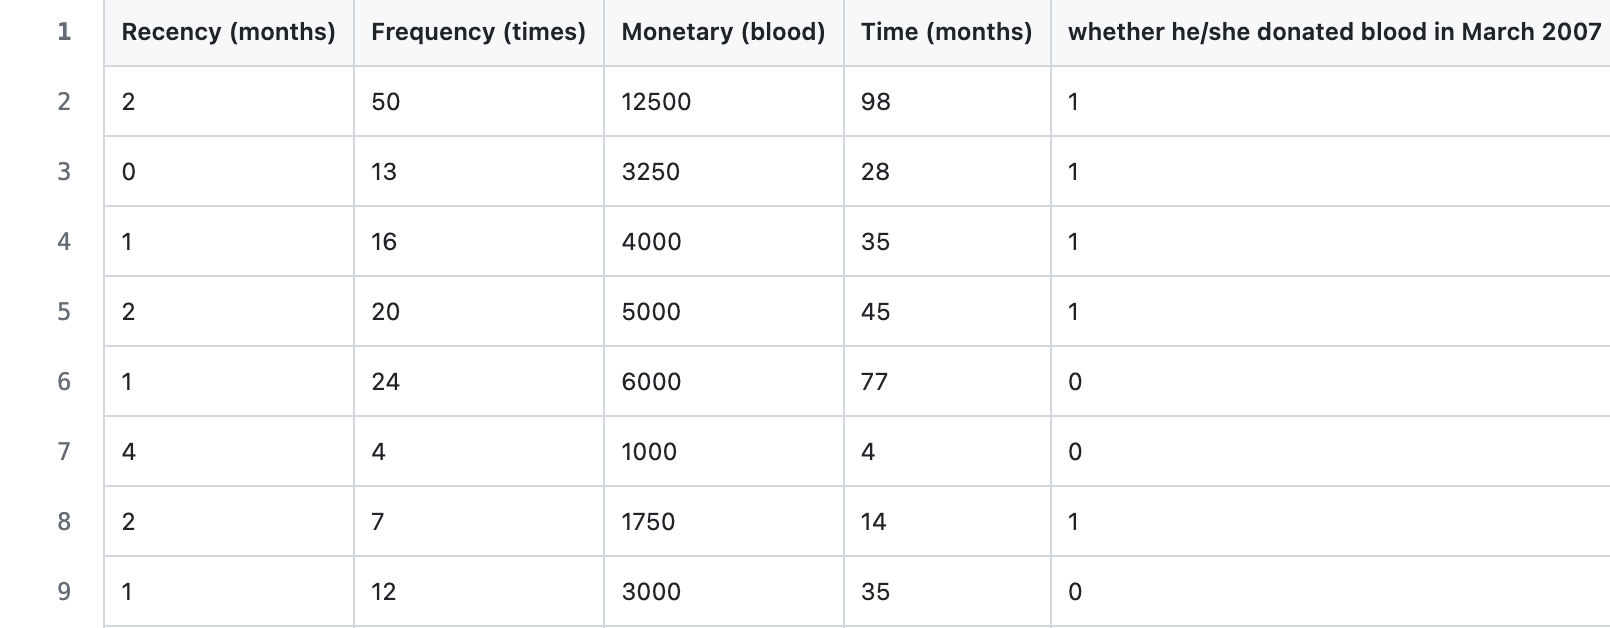 1 Recency (months) Frequency (times) Monetary (blood) Time (months) whether he/she donated blood in March 2007
2 2 50 12500 98 1
3 0 13 3250 28 1
4 1 16 4000 35 1
5 2 20 5000 45 1
6 1 24 6000 77 0
7 4 4 1000 4 0
8 2 7 1750 14 1
9 1 12 3000 35 0